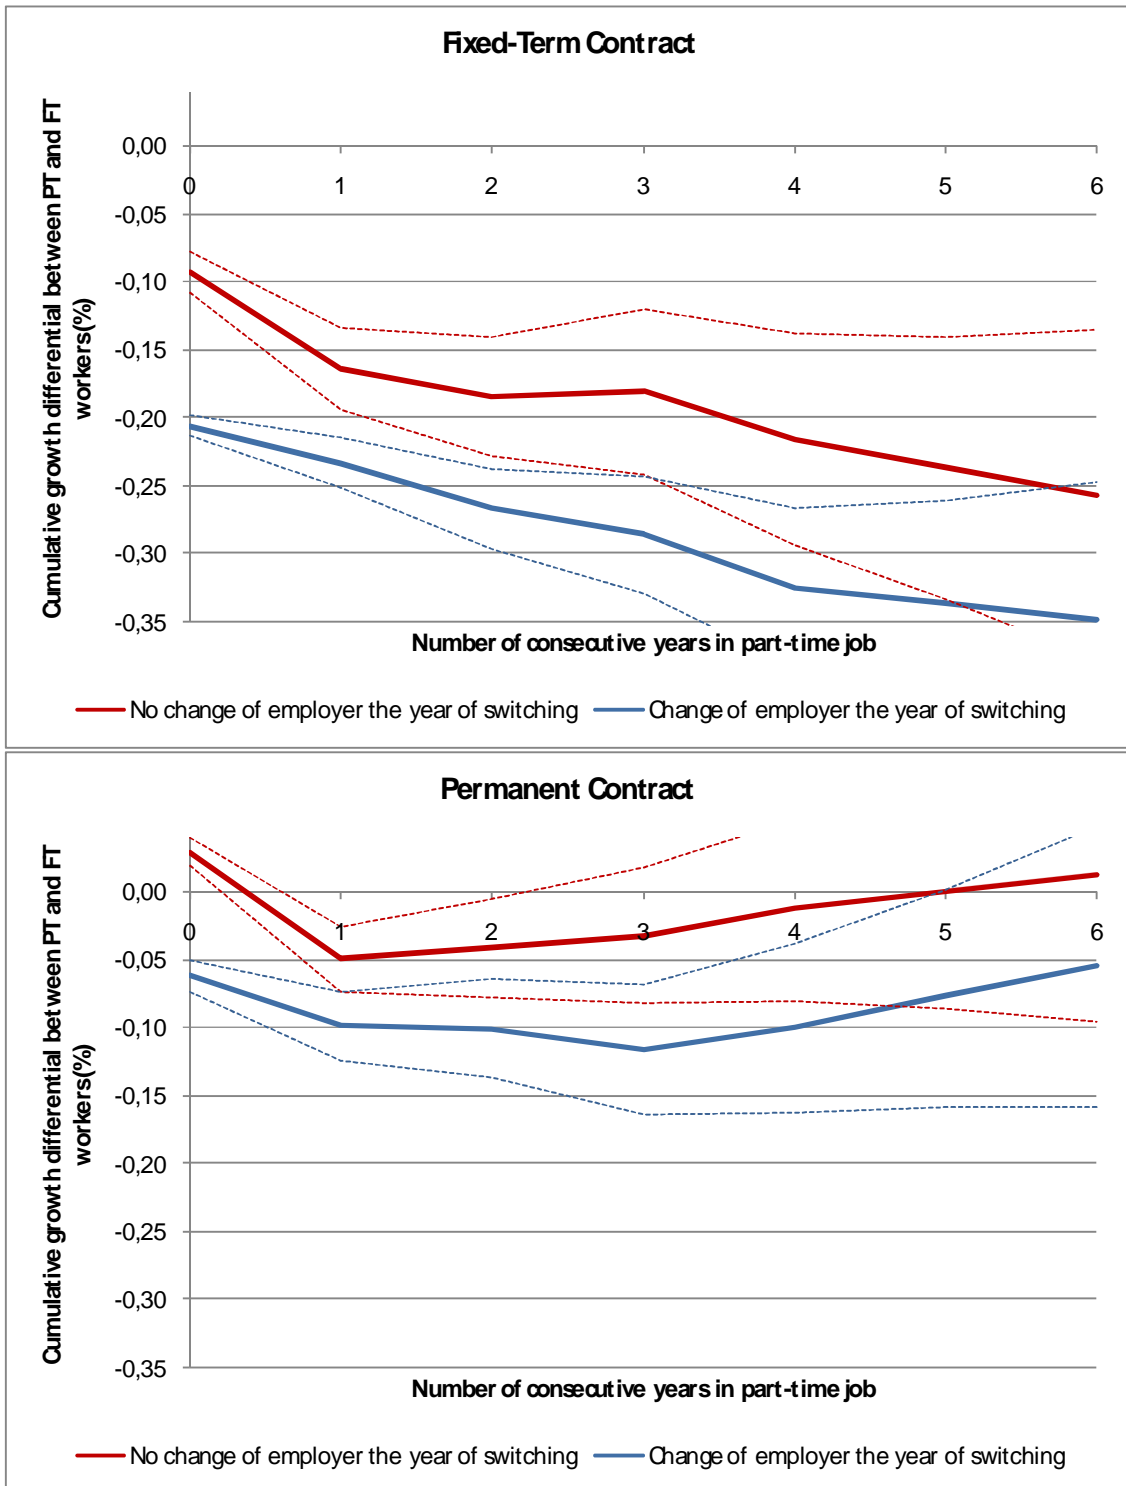 Fixed-Term Contract
Cumulative growth differential between PT and FT
workers(%)
0,00
-0,05
-0,10
-0,15
-0,20
-0,25
-0,30
-0,35
0 1 2 3 4 5 6
Number of consecutive years in part-time job
No change of employer the year of switching Change of employer the year of switching
Permanent Contract
Cumulative growth differential between PT and FT
workers(%)
0,00
-0,05
-0,10
-0,15
-0,20
-0,25
-0,30
-0,35
0 1 2 3 4 5 6
Number of consecutive years in part-time job
No change of employer the year of switching Change of employer the year of switching